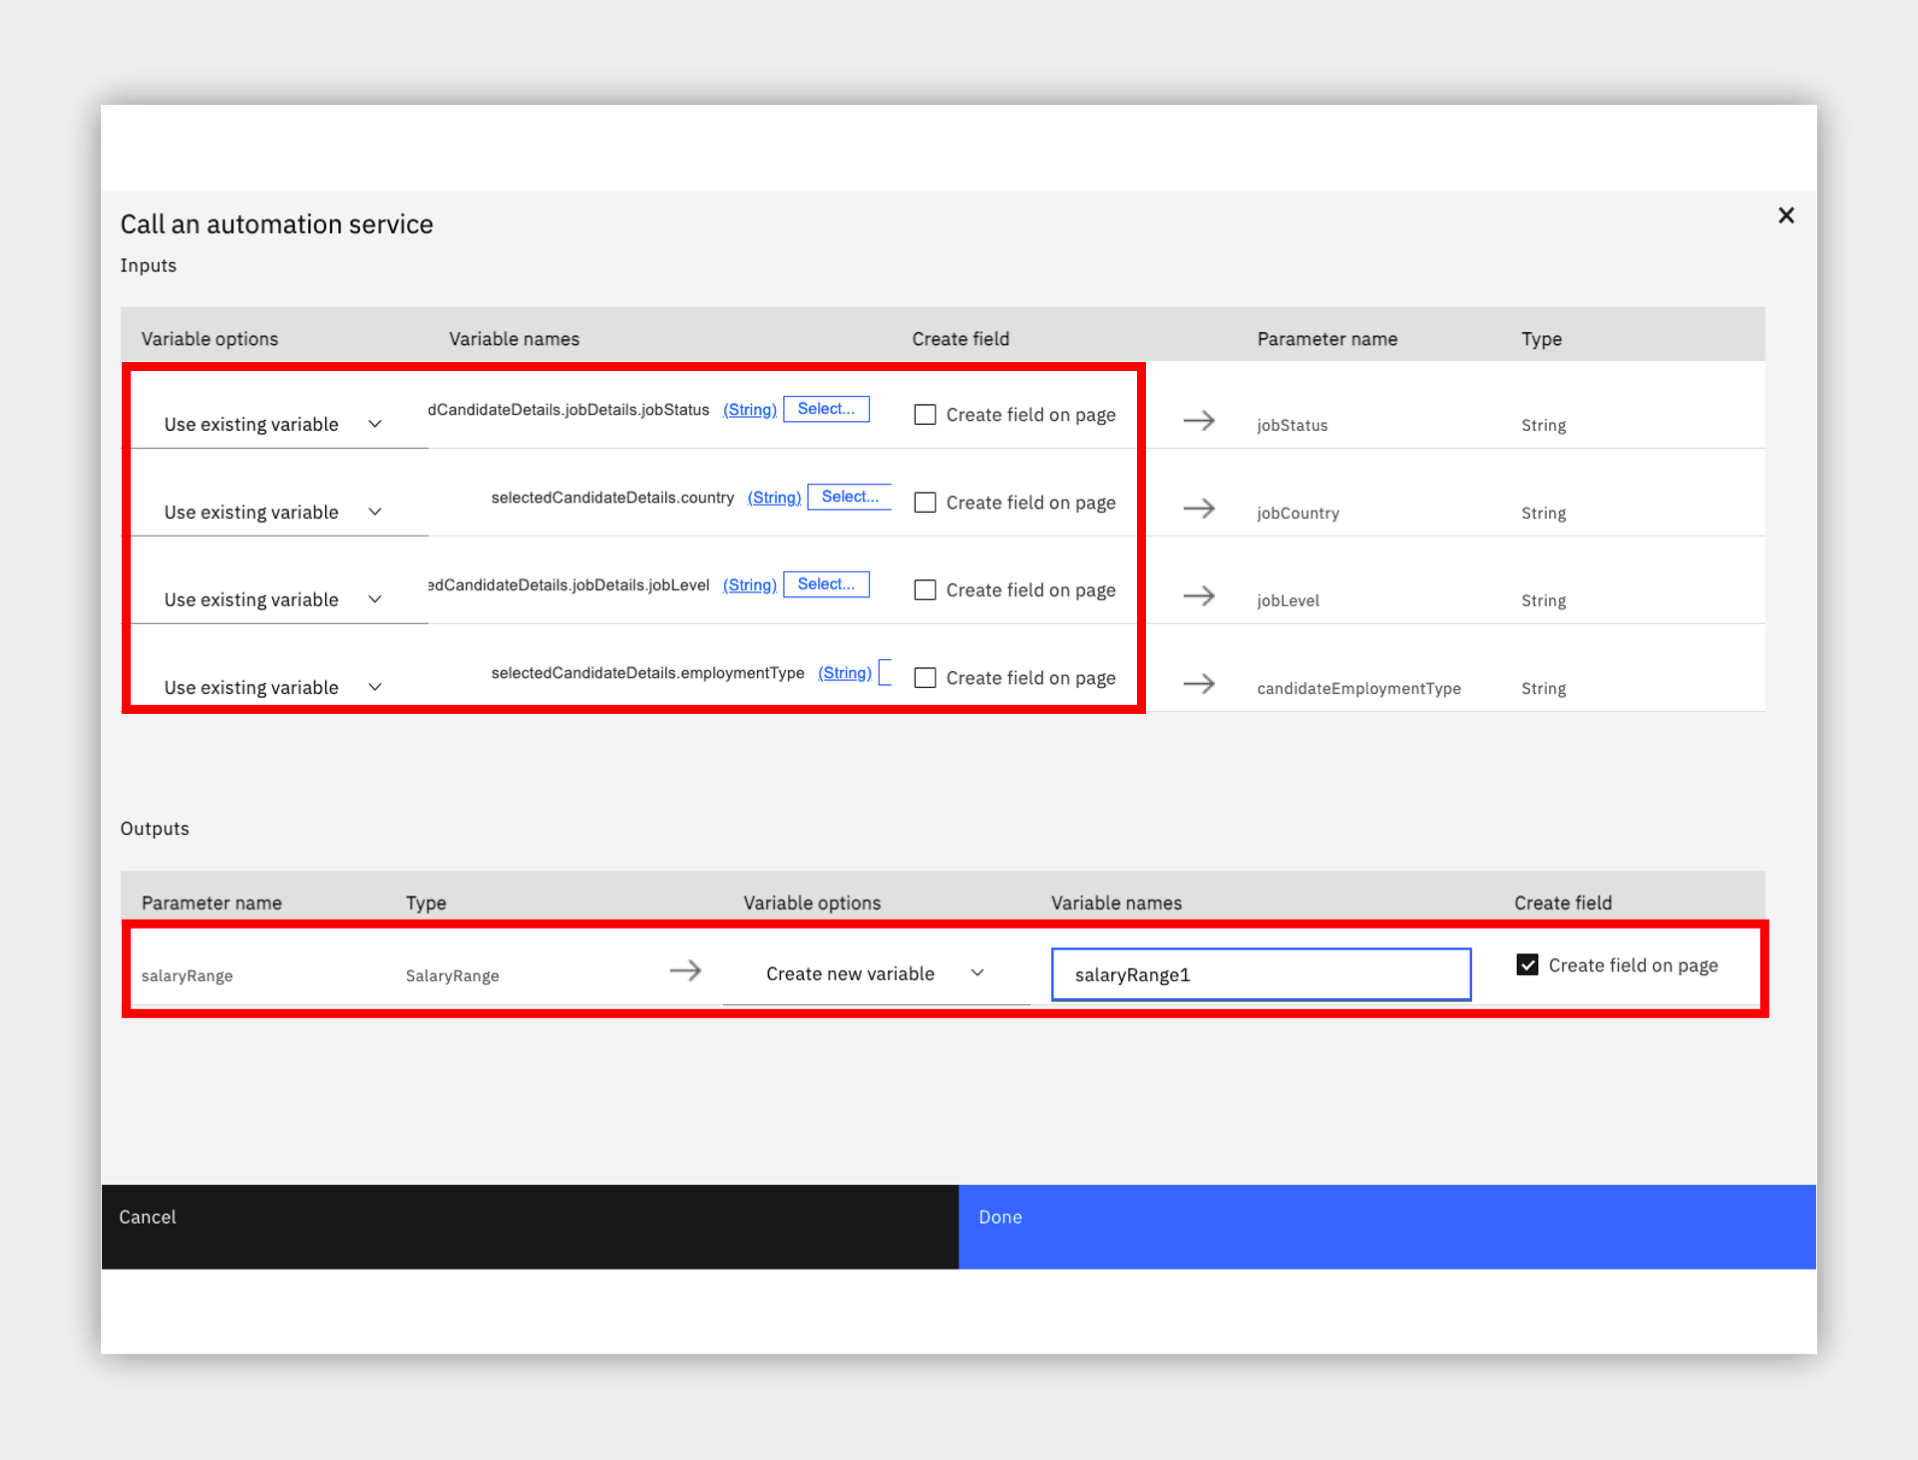 Call an automation service
Inputs
Variable options Variable names Create field Parameter name Type
Use existing variable dCandidateDetails.jobDetails.jobStatus (String) Select... Create field on page jobStatus String
Use existing variable selectedCandidateDetails.country (String) Select... Create field on page jobCountry String
Use existing variable edCandidateDetails.jobDetails.jobLevel (String) Select... Create field on page jobLevel String
Use existing variable selectedCandidateDetails.employmentType (String) Create field on page candidateEmploymentType String
Outputs
Parameter name Type Variable options Variable names Create field
salaryRange SalaryRange Create new variable salaryRange1 Create field on page
Cancel Done